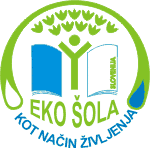 SLOVENIJA
EKO ŠOLA
KOT NAČIN ŽIVLJENJA